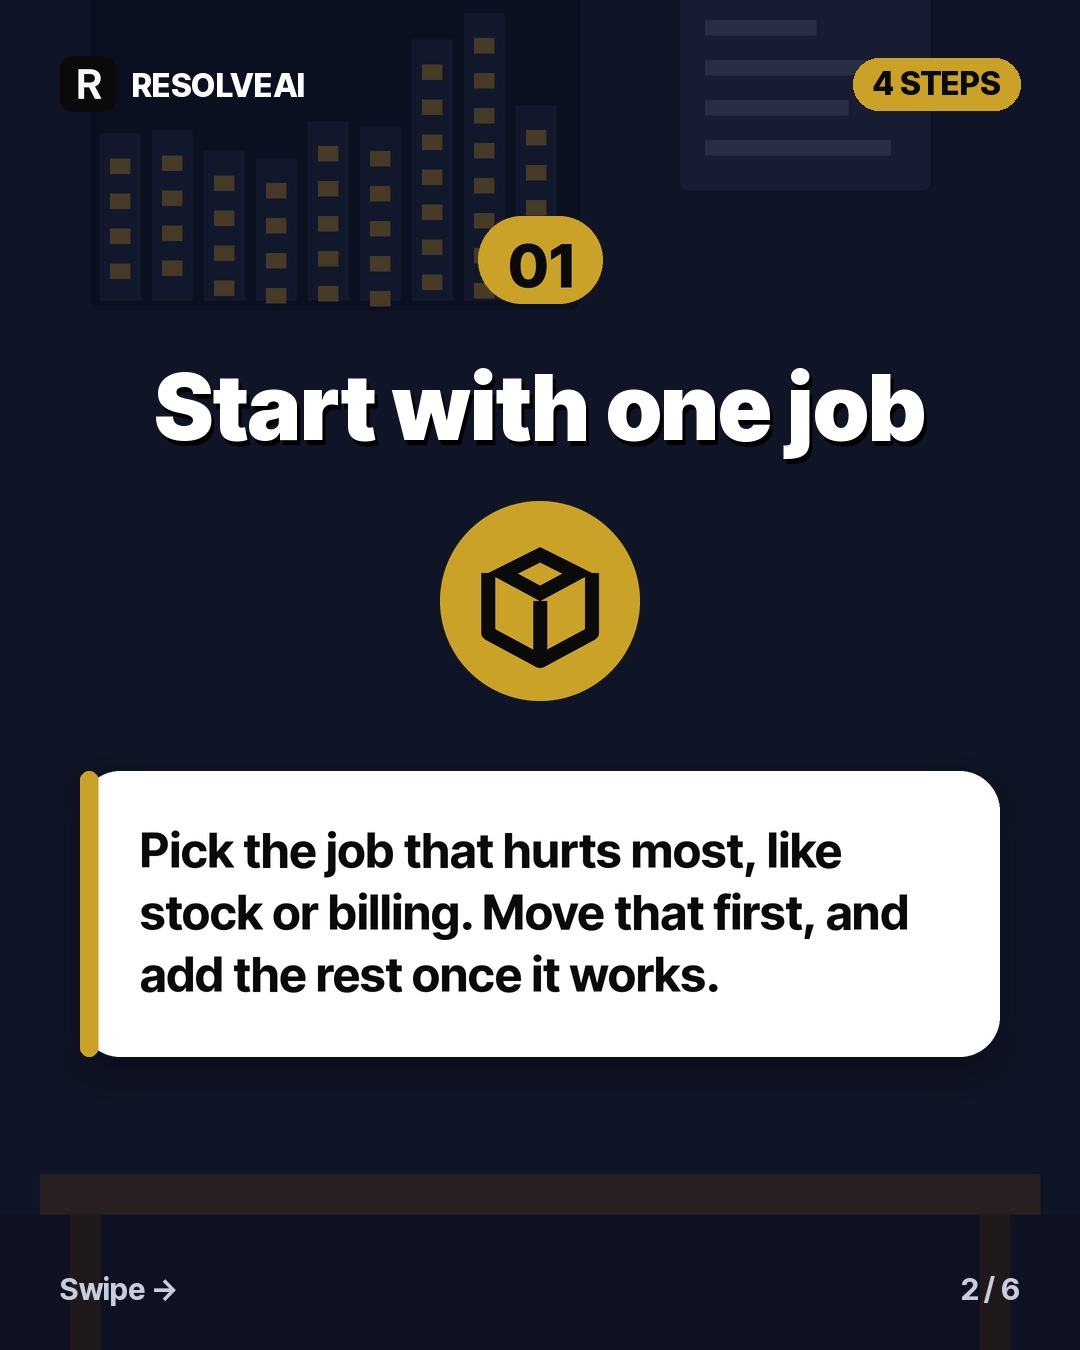 R RESOLVEAI
4 STEPS
01
Start with one job
Pick the job that hurts most, like
stock or billing. Move that first, and
add the rest once it works.
Swipe →
2 / 6